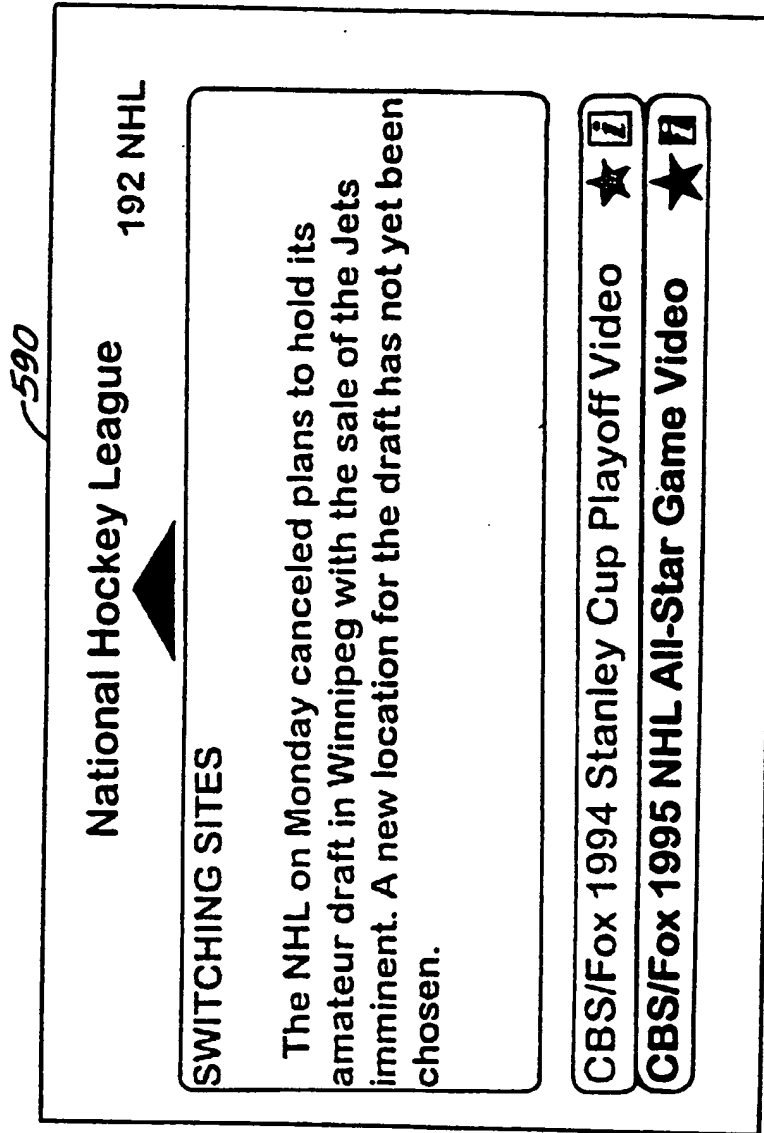 590
National Hockey League
192 NHL
SWITCHING SITES
The NHL on Monday canceled plans to hold its
amateur draft in Winnipeg with the sale of the Jets
imminent. A new location for the draft has not yet been
chosen.
CBS/Fox 1994 Stanley Cup Playoff Video i
CBS/Fox 1995 NHL All-Star Game Video i